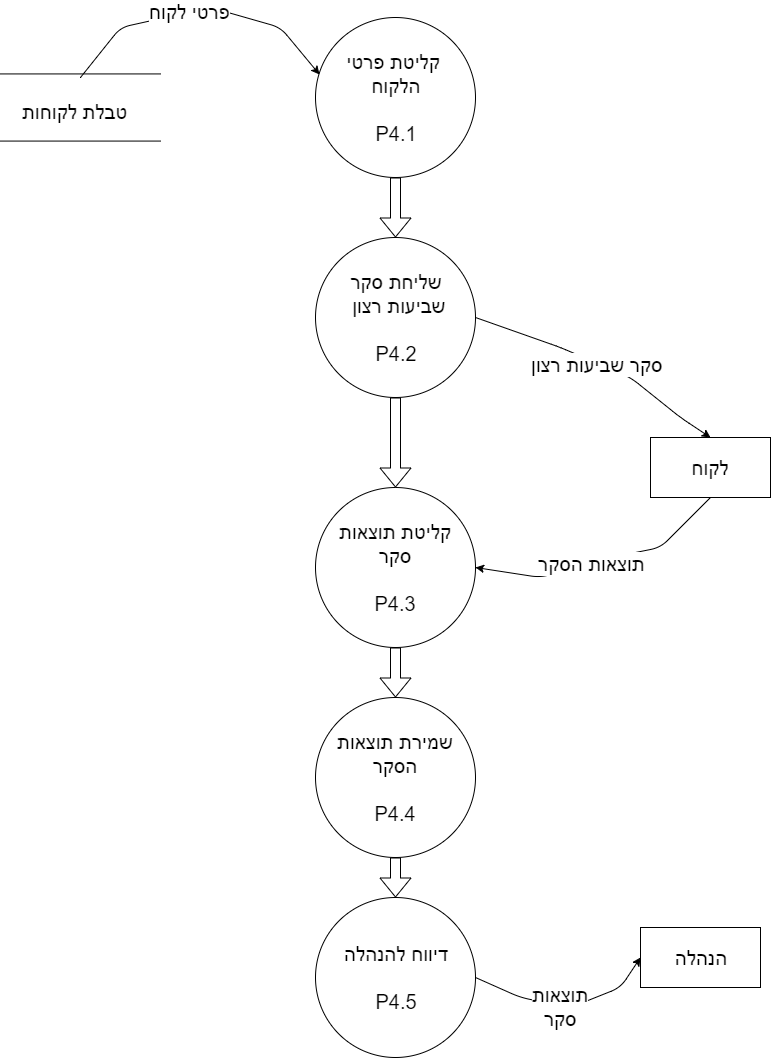 פרטי לקוח
טבלת לקוחות
קליטת פרטי
הלקוח
P4.1
שליחת סקר
שביעות רצון
P4.2
סקר שביעות רצון
לקוח
קליטת תוצאות
סקר
P4.3
תוצאות הסקר
שמירת תוצאות
הסקר
P4.4
דיווח להנהלה
P4.5
תוצאות
סקר
הנהלה